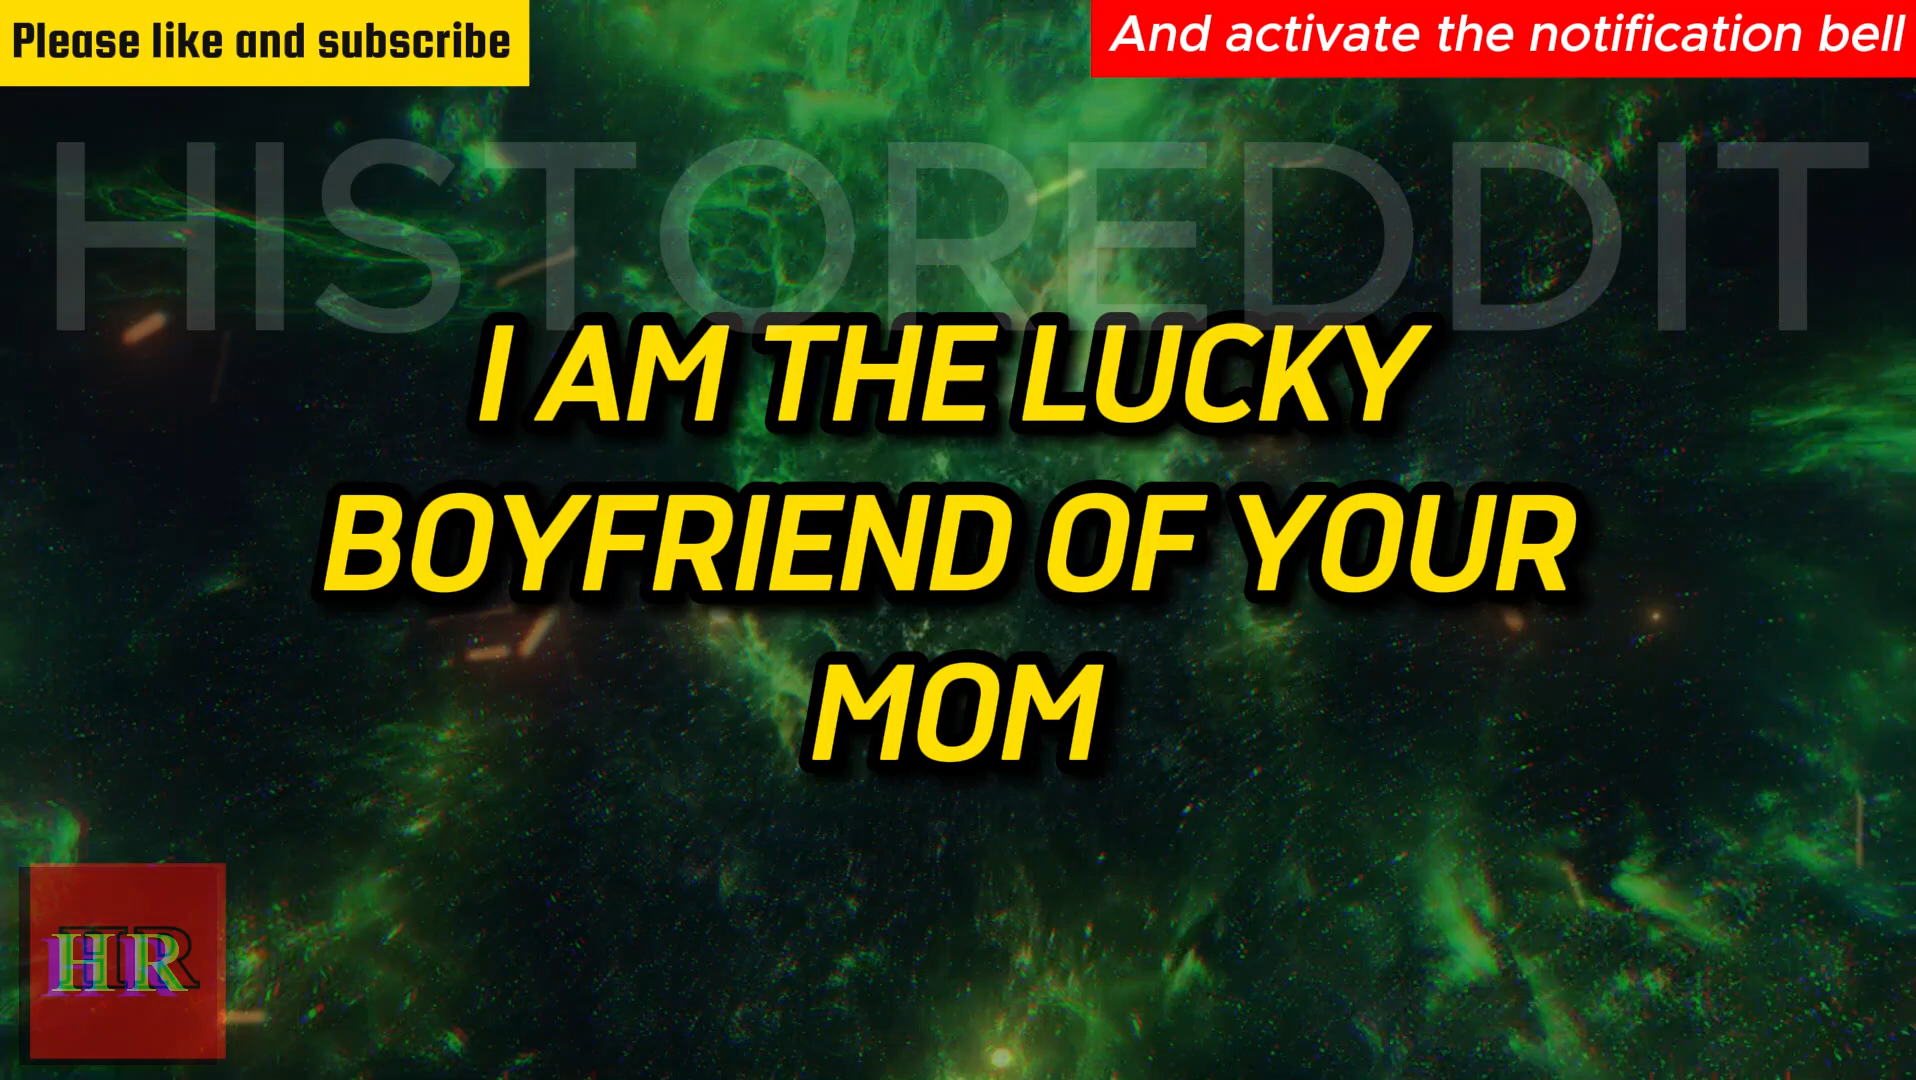 Please like and subscribe
And activate the notification bell
HISTOREDDIT
I AM THE LUCKY
BOYFRIEND OF YOUR
MOM
HR